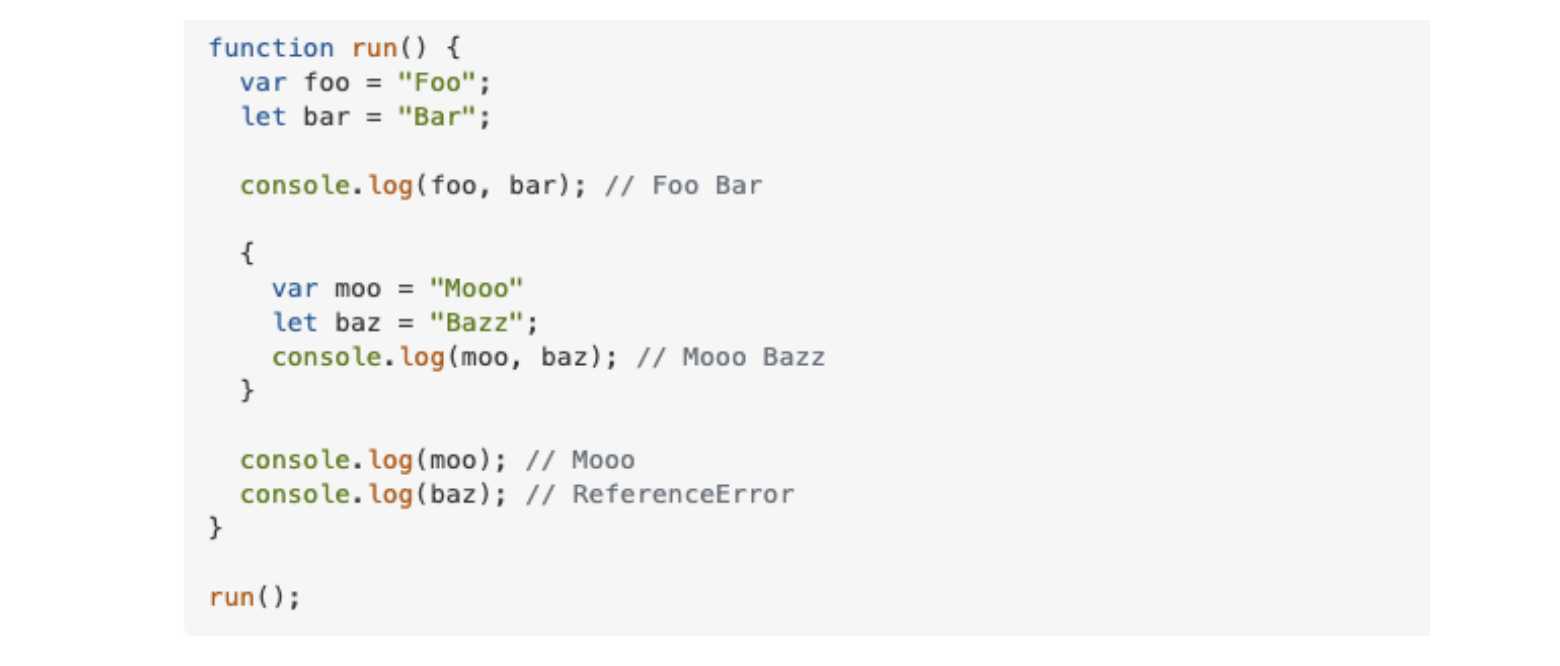 function run() {
  var foo = "Foo";
  let bar = "Bar";

  console.log(foo, bar); // Foo Bar

  {
    var moo = "Mooo"
    let baz = "Bazz";
    console.log(moo, baz); // Mooo Bazz
  }

  console.log(moo); // Mooo
  console.log(baz); // ReferenceError
}

run();